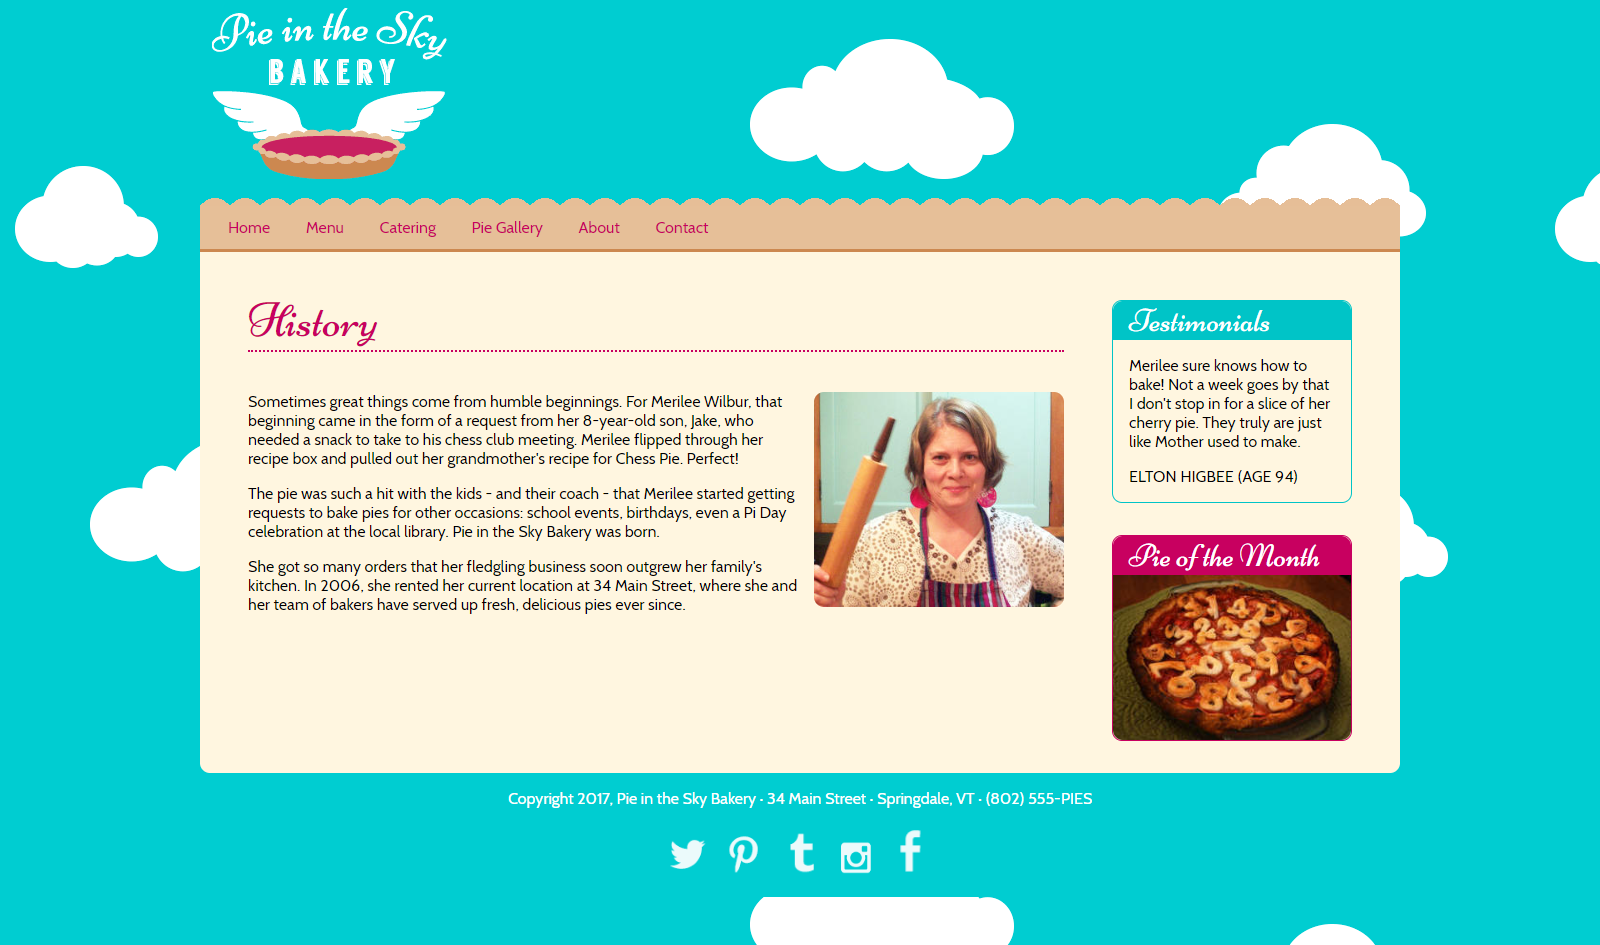 Pie in the Sky
BAKERY
Home Menu Catering Pie Gallery About Contact
History
Sometimes great things come from humble beginnings. For Merilee Wilbur, that
beginning came in the form of a request from her 8-year-old son, Jake, who
needed a snack to take to his chess club meeting. Merilee flipped through her
recipe box and pulled out her grandmother's recipe for Chess Pie. Perfect!
The pie was such a hit with the kids - and their coach - that Merilee started getting
requests to bake pies for other occasions: school events, birthdays, even a Pi Day
celebration at the local library. Pie in the Sky Bakery was born.
She got so many orders that her fledgling business soon outgrew her family's
kitchen. In 2006, she rented her current location at 34 Main Street, where she and
her team of bakers have served up fresh, delicious pies ever since.
Testimonials
Merilee sure knows how to
bake! Not a week goes by that
I don't stop in for a slice of her
cherry pie. They truly are just
like Mother used to make.
ELTON HIGBEE (AGE 94)
Pie of the Month
Copyright 2017, Pie in the Sky Bakery · 34 Main Street · Springdale, VT · (802) 555-PIES